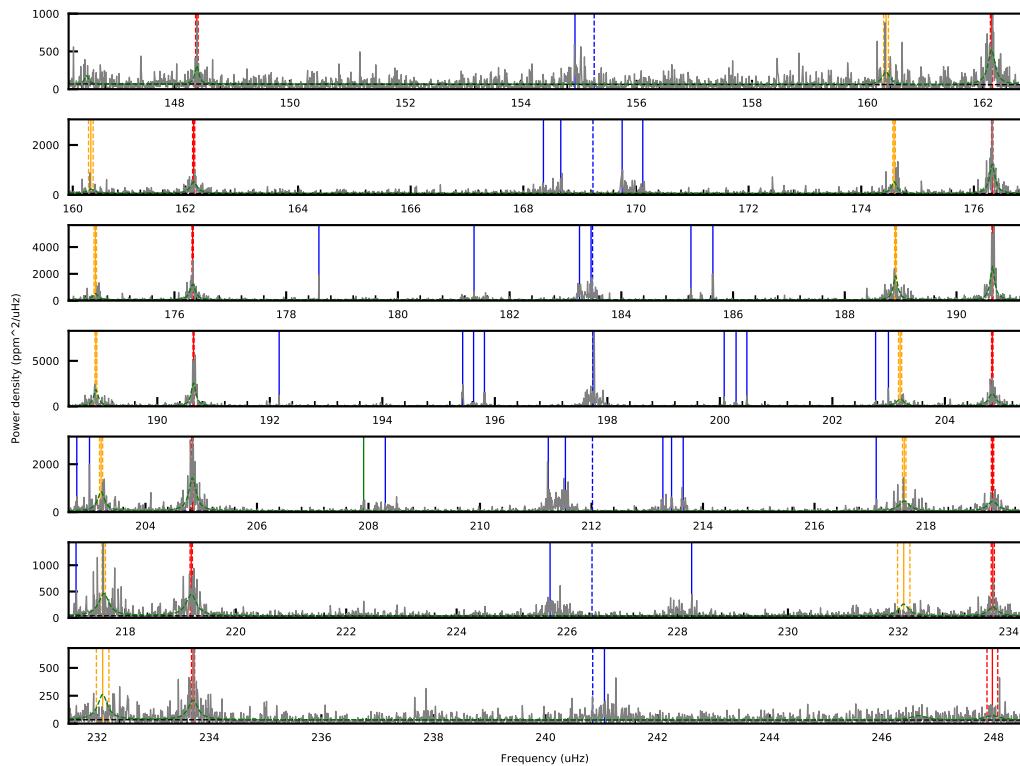 1000
500
0
148 150 152 154 156 158 160 162
2000
0
160 162 164 166 168 170 172 174 176
4000
2000
0
176 178 180 182 184 186 188 190
5000
0
190 192 194 196 198 200 202 204
Power density (ppm^2/uHz)
2000
0
204 206 208 210 212 214 216 218
1000
500
0
218 220 222 224 226 228 230 232 234
500
250
0
232 234 236 238 240 242 244 246 248
Frequency (uHz)